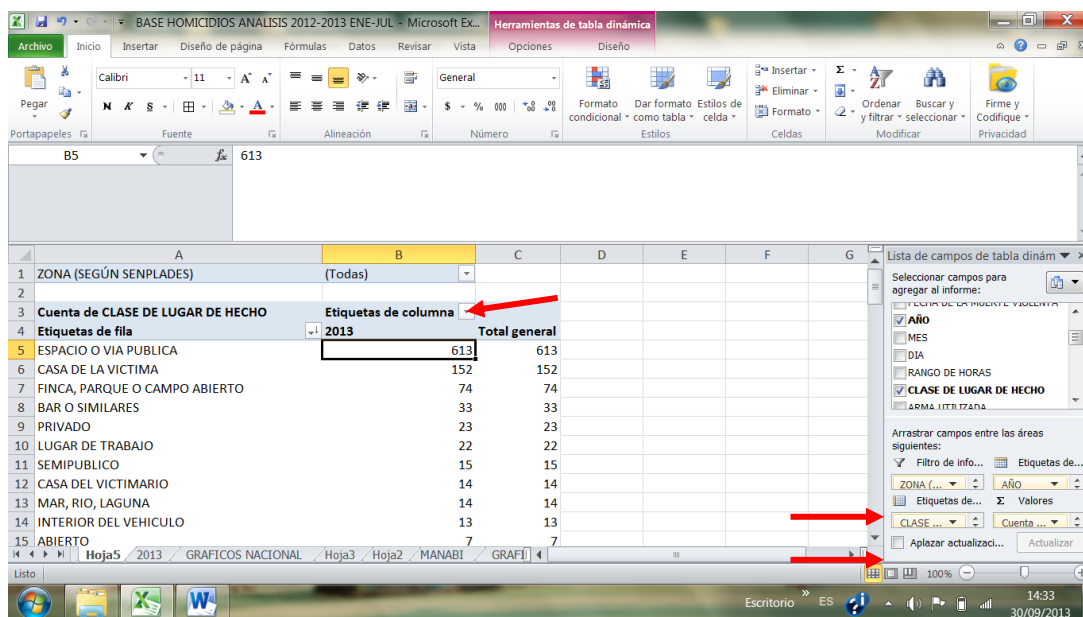 BASE HOMICIDIOS ANALISIS 2012-2013 ENE-JUL - Microsoft Ex...
Herramientas de tabla dinámica
Archivo Inicio Insertar Diseño de página Fórmulas Datos Revisar Vista Opciones Diseño
Pegar
Calibri 11
N K S
General
$ % 000
Formato condicional
Dar formato como tabla
Estilos de celda
Insertar
Eliminar
Formato
Ordenar y filtrar
Buscar y seleccionar
Firme y Codifique
Portapapeles Fuente Alineación Número Estilos Celdas Modificar Privacidad
B5 fx 613
A B C D E F G
1 ZONA (SEGÚN SENPLADES) (Todas)
2
3 Cuenta de CLASE DE LUGAR DE HECHO Etiquetas de columna
4 Etiquetas de fila 2013 Total general
5 ESPACIO O VIA PUBLICA 613 613
6 CASA DE LA VICTIMA 152 152
7 FINCA, PARQUE O CAMPO ABIERTO 74 74
8 BAR O SIMILARES 33 33
9 PRIVADO 23 23
10 LUGAR DE TRABAJO 22 22
11 SEMIPUBLICO 15 15
12 CASA DEL VICTIMARIO 14 14
13 MAR, RIO, LAGUNA 14 14
14 INTERIOR DEL VEHICULO 13 13
15 ABIERTO 7 7
Lista de campos de tabla dinám
Seleccionar campos para
agregar al informe:
FECHA DE LA MUERTE VIOLENTA
AÑO
MES
DIA
RANGO DE HORAS
CLASE DE LUGAR DE HECHO
ARMA UTILIZADA
Arrastrar campos entre las áreas
siguientes:
Filtro de info... Etiquetas de...
ZONA (... AÑO
Etiquetas de... Σ Valores
CLASE ... Cuenta ...
Aplazar actualizaci... Actualizar
Hoja5 2013 GRAFICOS NACIONAL Hoja3 Hoja2 MANABI GRAFI
Listo 100%
Escritorio » ES 14:33
30/09/2013